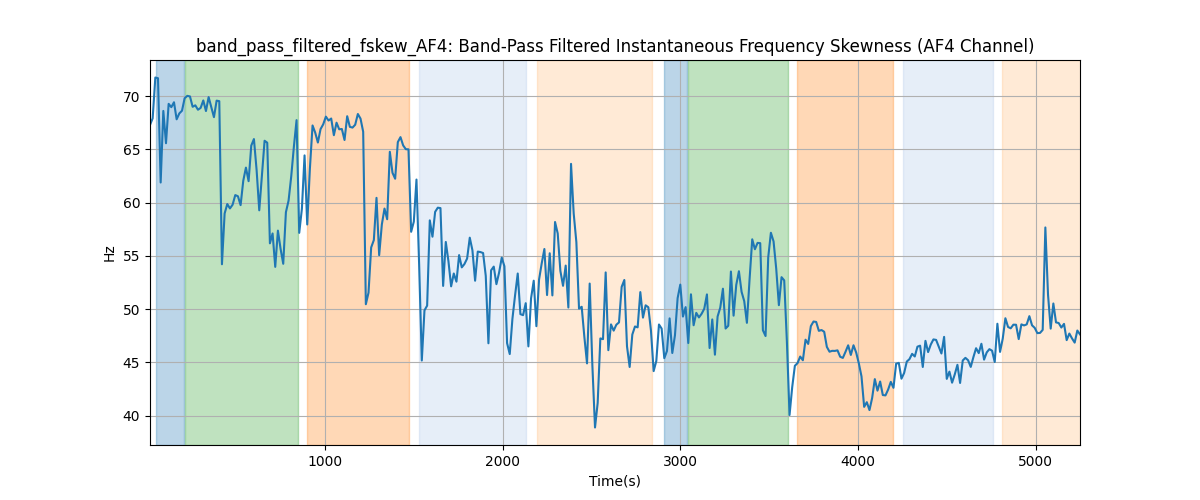 band_pass_filtered_fskew_AF4: Band-Pass Filtered Instantaneous Frequency Skewness (AF4 Channel)
70
65
60
55
50
45
40
Hz
1000 2000 3000 4000 5000
Time(s)